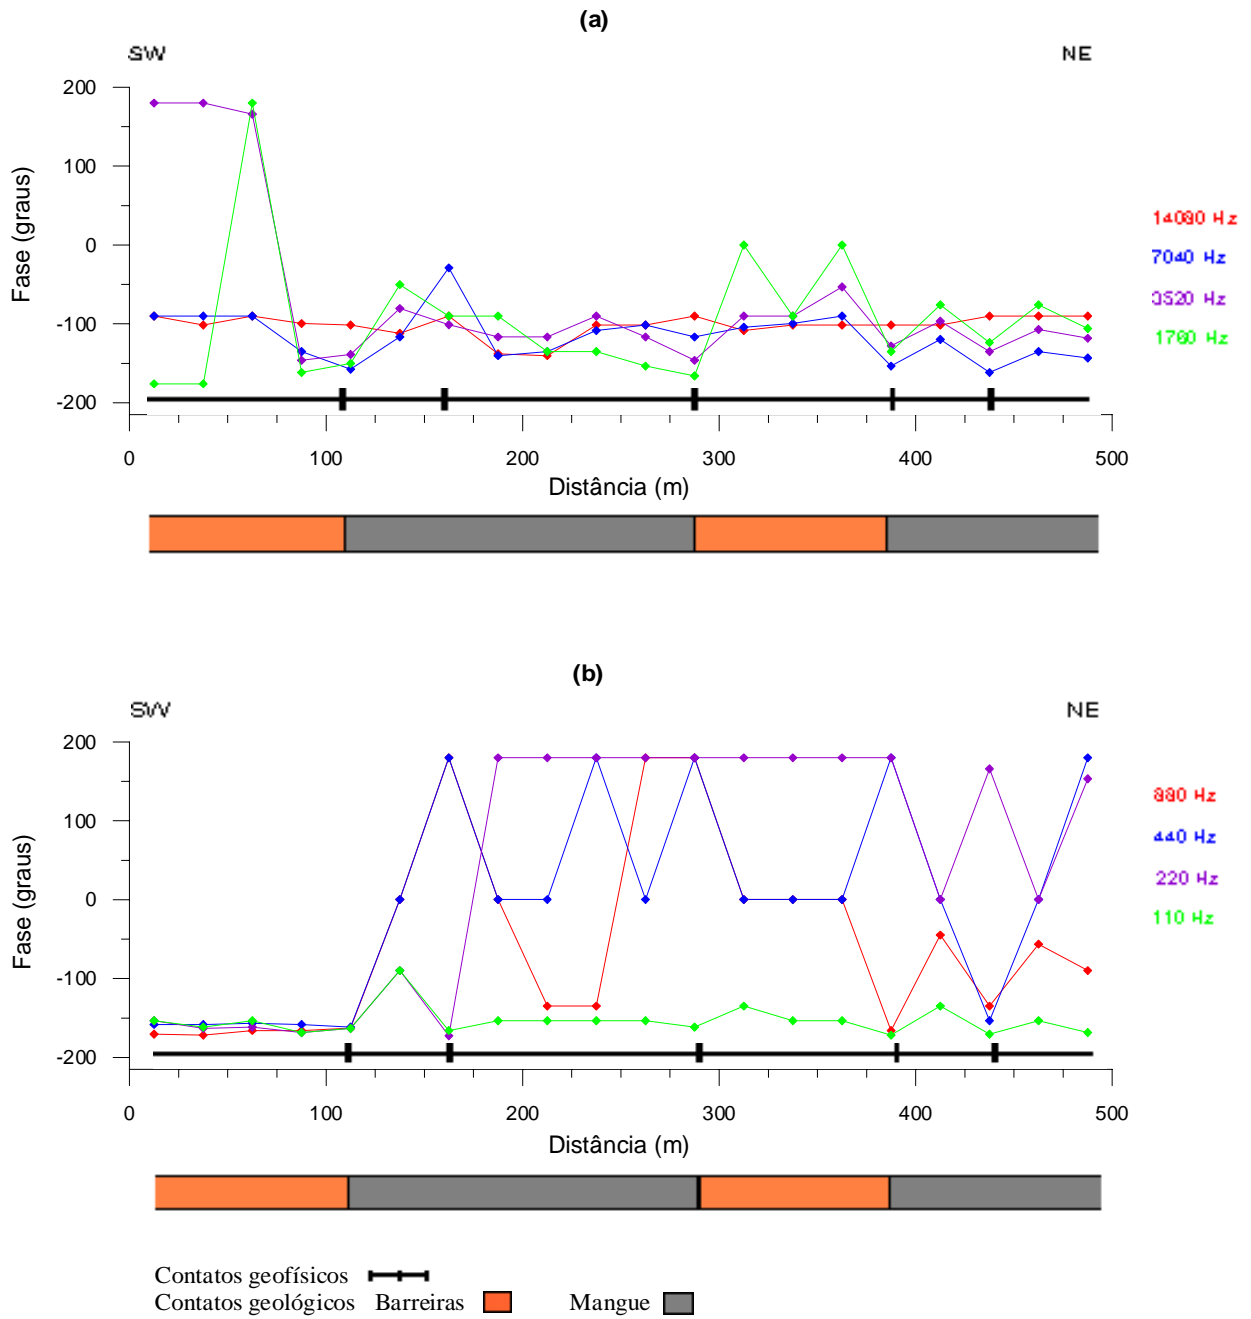 (a)
SW NE
200
100
0
-100
-200
Fase (graus)
14080 Hz
7040 Hz
3520 Hz
1760 Hz
0 100 200 300 400 500
Distância (m)
(b)
SW NE
200
100
0
-100
-200
Fase (graus)
880 Hz
440 Hz
220 Hz
110 Hz
0 100 200 300 400 500
Distância (m)
Contatos geofísicos
Contatos geológicos Barreiras Mangue